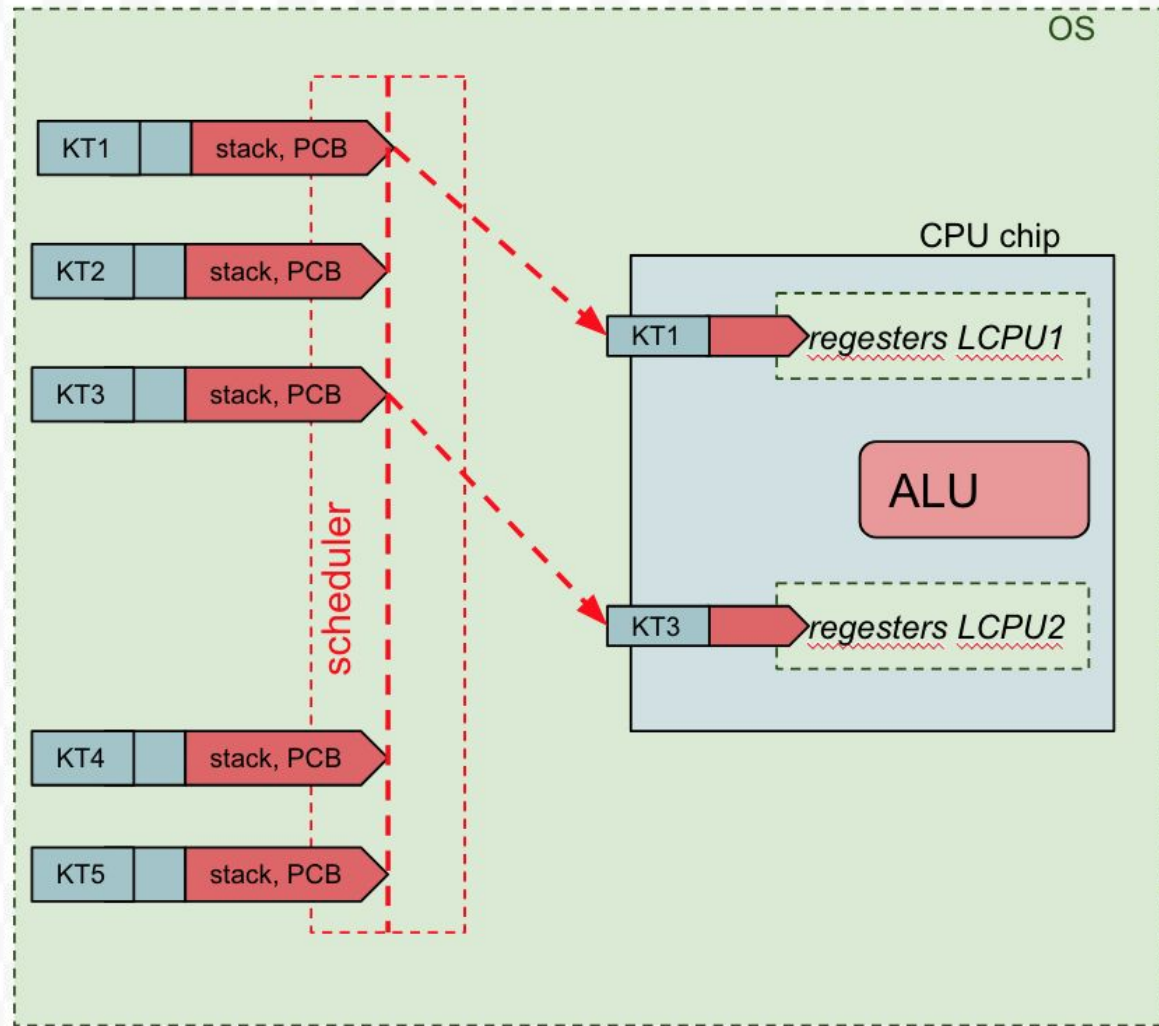 OS
KT1 stack, PCB
KT2 stack, PCB
KT3 stack, PCB
scheduler
KT4 stack, PCB
KT5 stack, PCB
CPU chip
KT1 regesters LCPU1
ALU
KT3 regesters LCPU2